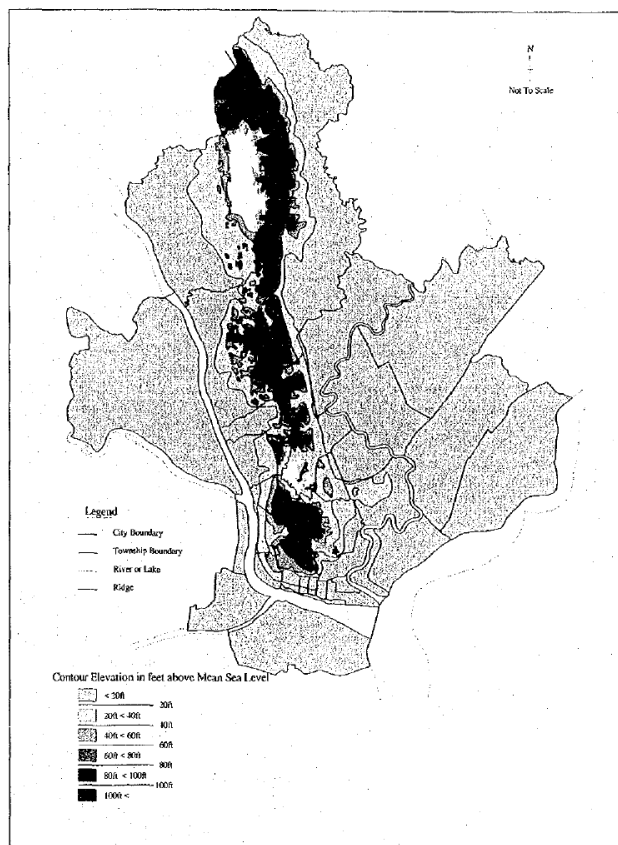 N
Not To Scale
Legend
City Boundary
Township Boundary
River or Lake
Ridge
Contour Elevation in feet above Mean Sea Level
< 20ft
20ft
20ft < 40ft
40ft
40ft < 60ft
60ft
60ft < 80ft
80ft
80ft < 100ft
100ft
100ft <